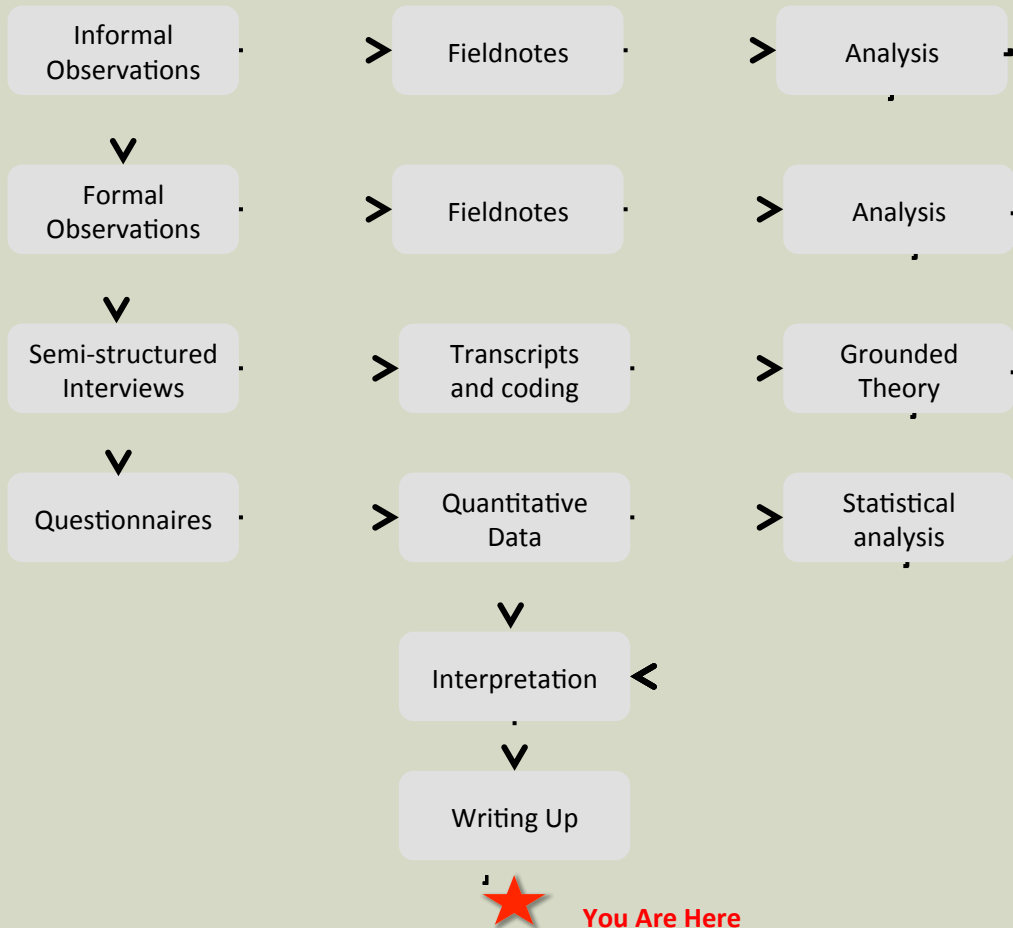 Informal
Observations
Fieldnotes
Analysis
Formal
Observations
Fieldnotes
Analysis
Semi-structured
Interviews
Transcripts
and coding
Grounded
Theory
Questionnaires
Quantitative
Data
Statistical
analysis
Interpretation
Writing Up
You Are Here